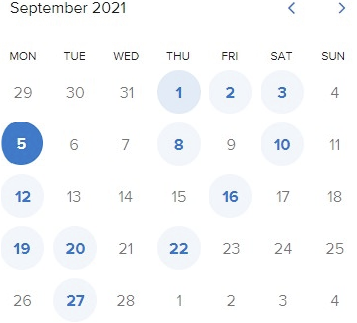 September 2021
MON TUE WED THU FRI SAT SUN
29 30 31 1 2 3 4
5 6 7 8 9 10 11
12 13 14 15 16 17 18
19 20 21 22 23 24 25
26 27 28 1 2 3 4